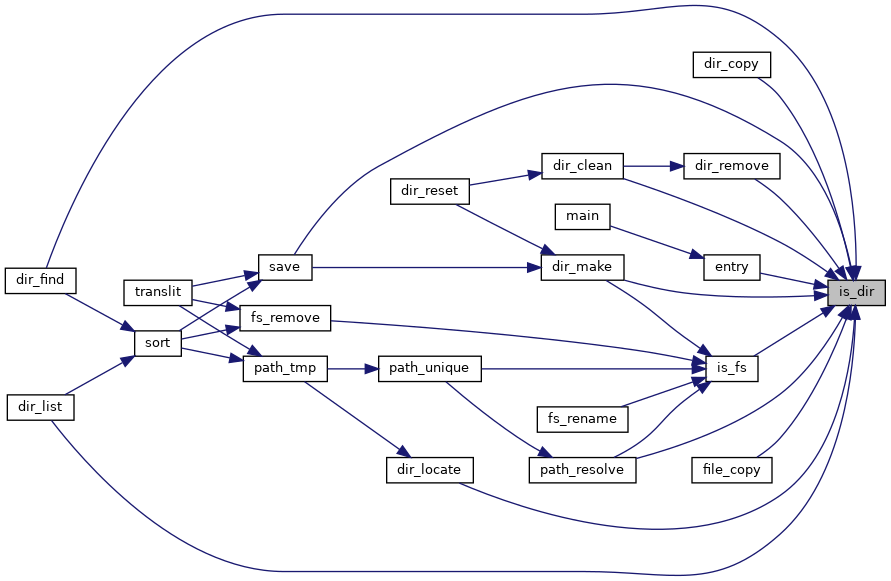 dir_copy
dir_clean
dir_remove
dir_reset
main
save
dir_make
entry
dir_find
translit
is_dir
fs_remove
sort
path_tmp
path_unique
is_fs
dir_list
fs_rename
dir_locate
path_resolve
file_copy